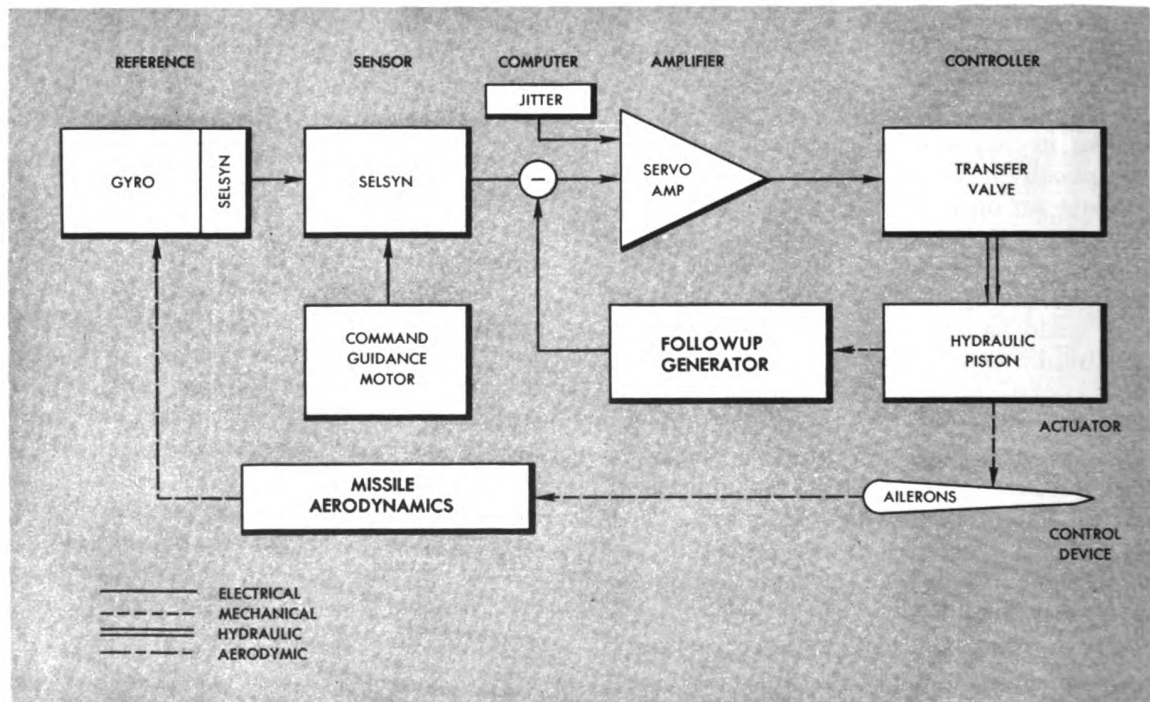 REFERENCE
SENSOR
COMPUTER
AMPLIFIER
CONTROLLER
JITTER
GYRO
SELSYN
SELSYN
−
SERVO
AMP
TRANSFER
VALVE
COMMAND
GUIDANCE
MOTOR
FOLLOWUP
GENERATOR
HYDRAULIC
PISTON
ACTUATOR
MISSILE
AERODYNAMICS
AILERONS
CONTROL
DEVICE
ELECTRICAL
MECHANICAL
HYDRAULIC
AERODYMIC